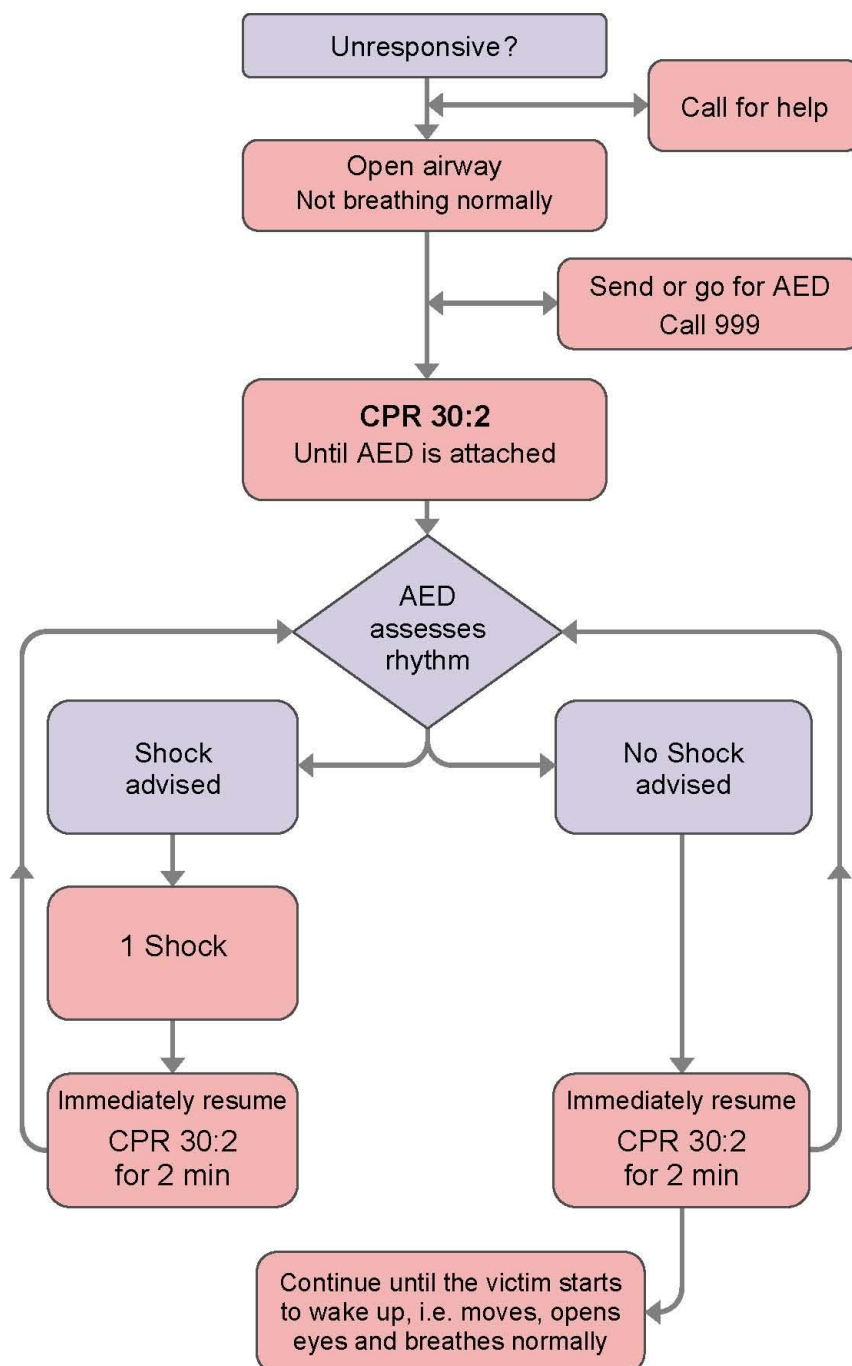 Unresponsive?
Call for help
Open airway
Not breathing normally
Send or go for AED
Call 999
CPR 30:2
Until AED is attached
AED
assesses
rhythm
Shock
advised
No Shock
advised
1 Shock
Immediately resume
CPR 30:2
for 2 min
Immediately resume
CPR 30:2
for 2 min
Continue until the victim starts
to wake up, i.e. moves, opens
eyes and breathes normally